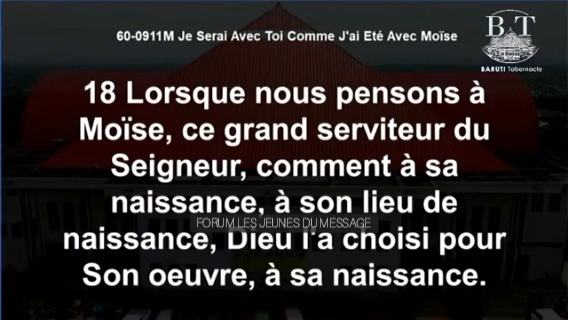 60-0911M Je Serai Avec Toi Comme J'ai Eté Avec Moïse
B T
BARUTI Tabernacle
18 Lorsque nous pensons à
Moïse, ce grand serviteur du
Seigneur, comment à sa
naissance, à son lieu de
FORUM LES JEUNES DU MESSAGE
naissance, Dieu l'a choisi pour
Son oeuvre, à sa naissance.